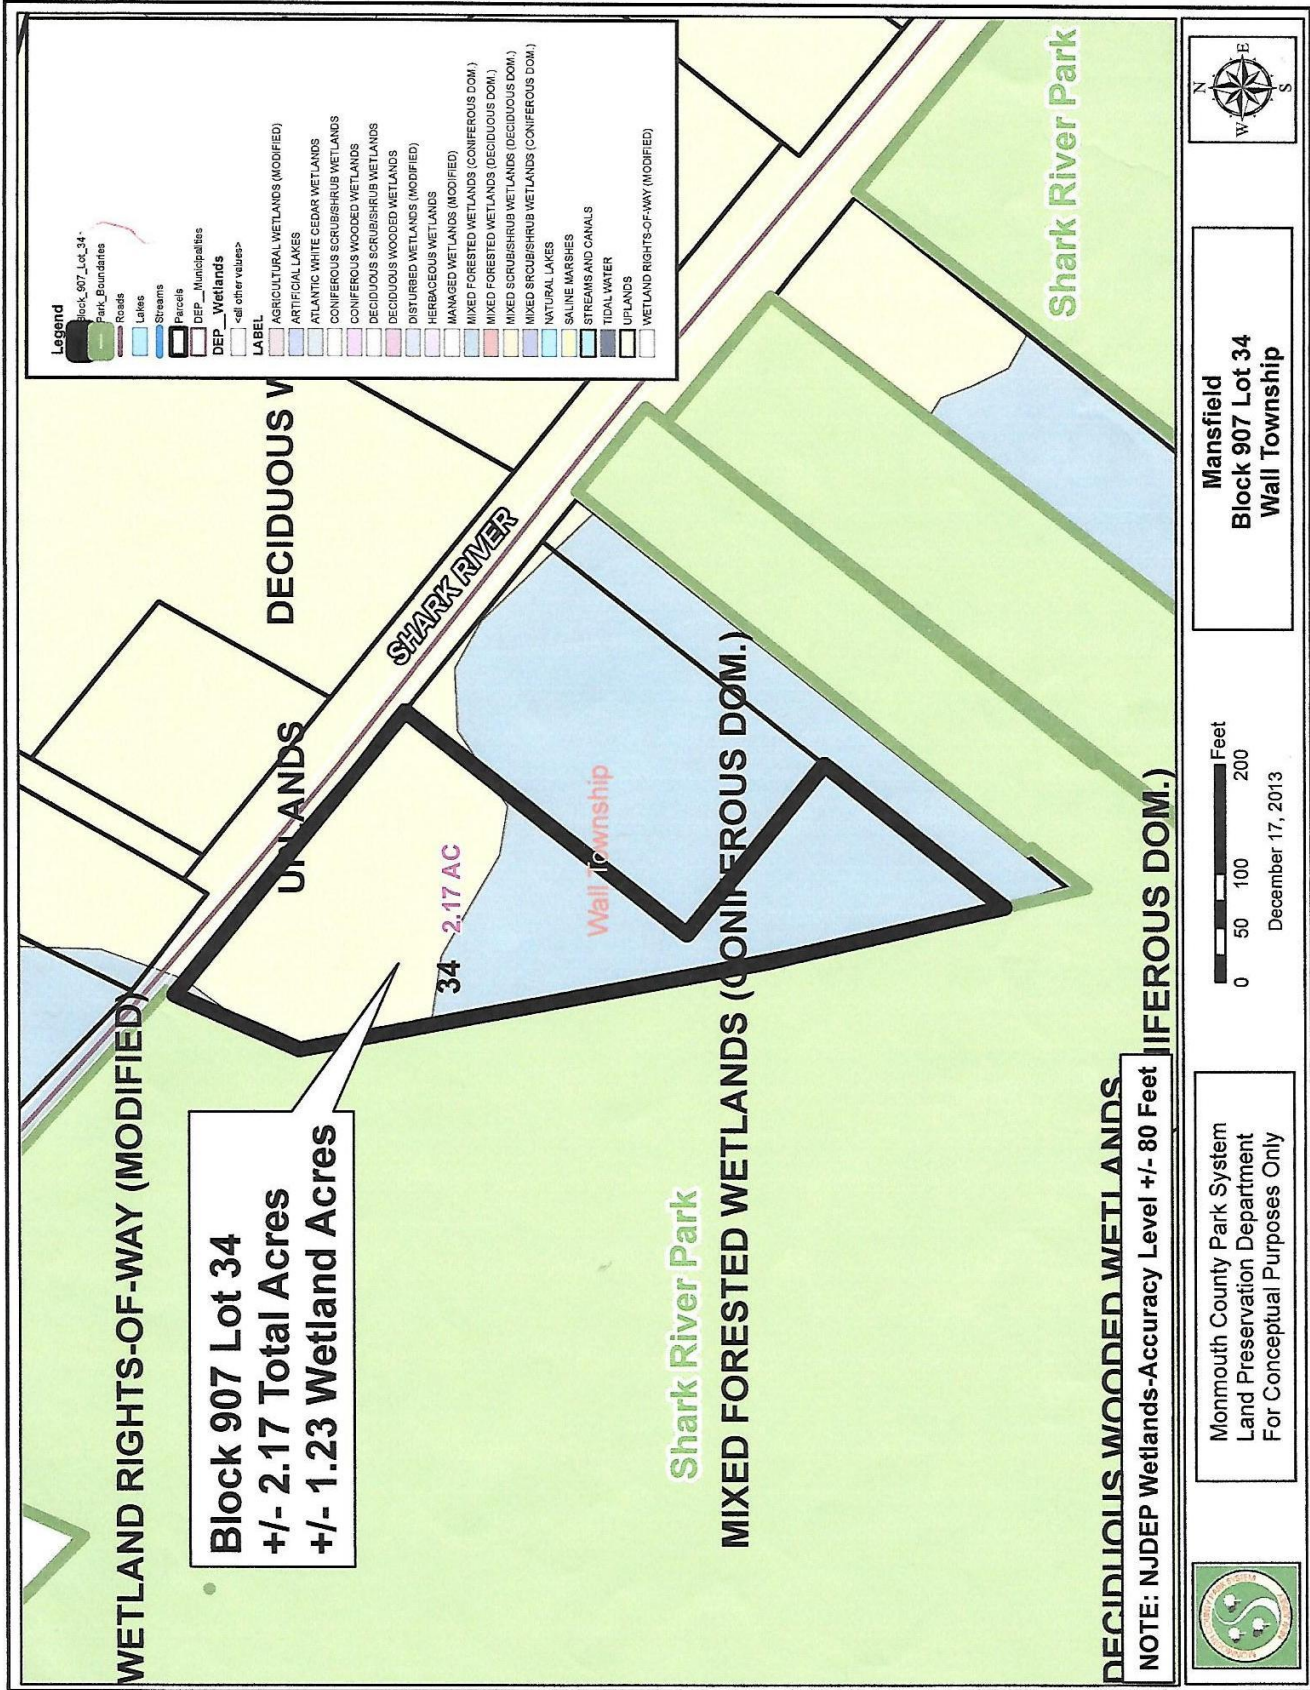 WETLAND RIGHTS-OF-WAY (MODIFIED)
Block 907 Lot 34
+/- 2.17 Total Acres
+/- 1.23 Wetland Acres
UPLANDS
DECIDUOUS W
SHARK RIVER
34
2.17 AC
Wall Township
Shark River Park
MIXED FORESTED WETLANDS (CONIFEROUS DOM.)
Shark River Park
DECIDUOUS WOODED WETLANDS
IIFEROUS DOM.)
NOTE: NJDEP Wetlands-Accuracy Level +/- 80 Feet
Legend
Block_907_Lot_34
Park_Boundaries
Roads
Lakes
Streams
Parcels
DEP__Municipalities
DEP__Wetlands
<all other values>
LABEL
AGRICULTURAL WETLANDS (MODIFIED)
ARTIFICIAL LAKES
ATLANTIC WHITE CEDAR WETLANDS
CONIFEROUS SCRUB/SHRUB WETLANDS
CONIFEROUS WOODED WETLANDS
DECIDUOUS SCRUB/SHRUB WETLANDS
DECIDUOUS WOODED WETLANDS
DISTURBED WETLANDS (MODIFIED)
HERBACEOUS WETLANDS
MANAGED WETLANDS (MODIFIED)
MIXED FORESTED WETLANDS (CONIFEROUS DOM.)
MIXED FORESTED WETLANDS (DECIDUOUS DOM.)
MIXED SCRUB/SHRUB WETLANDS (DECIDUOUS DOM.)
MIXED SRCUB/SHRUB WETLANDS (CONIFEROUS DOM.)
NATURAL LAKES
SALINE MARSHES
STREAMS AND CANALS
TIDAL WATER
UPLANDS
WETLAND RIGHTS-OF-WAY (MODIFIED)
Monmouth County Park System
Land Preservation Department
For Conceptual Purposes Only
0 50 100 200
Feet
December 17, 2013
Mansfield
Block 907 Lot 34
Wall Township
N
W E
S